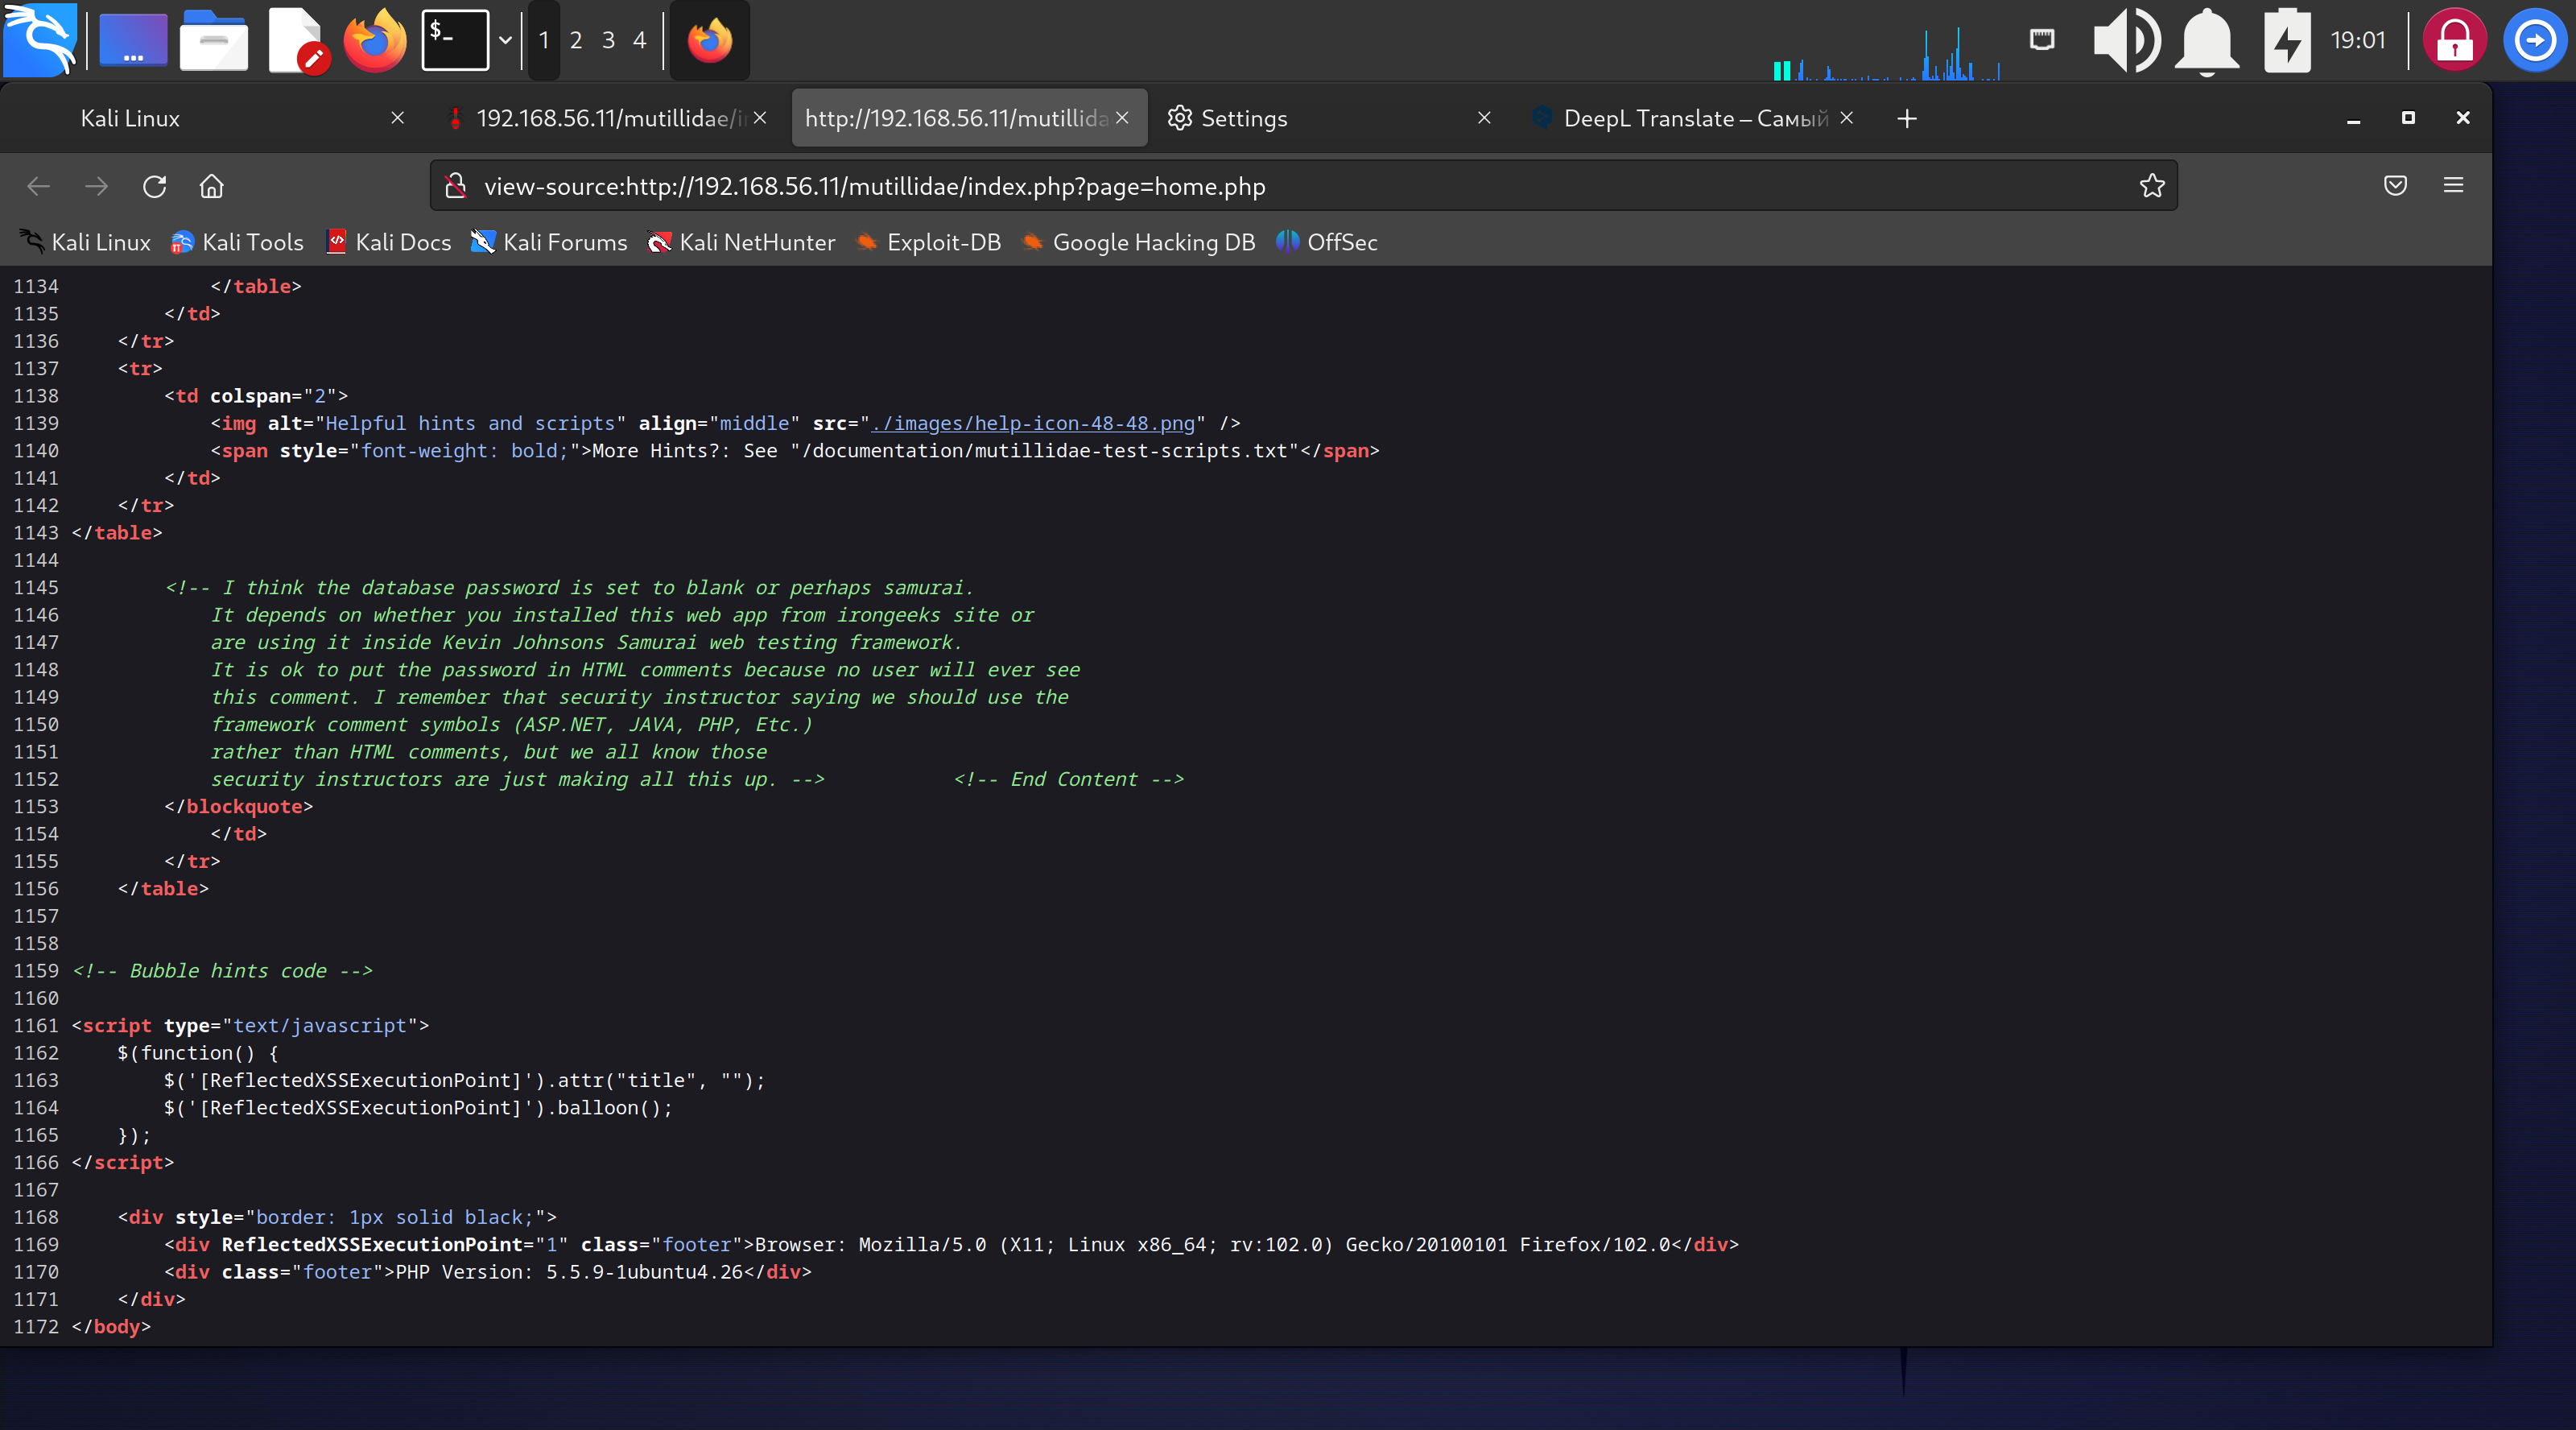 $_
1 2 3 4
19:01
Kali Linux
192.168.56.11/mutillidae/i
http://192.168.56.11/mutillida
Settings
DeepL Translate – Самый
view-source:http://192.168.56.11/mutillidae/index.php?page=home.php
Kali Linux Kali Tools Kali Docs Kali Forums Kali NetHunter Exploit-DB Google Hacking DB OffSec
1134 </table>
1135 </td>
1136 </tr>
1137 <tr>
1138 <td colspan="2">
1139 <img alt="Helpful hints and scripts" align="middle" src="./images/help-icon-48-48.png" />
1140 <span style="font-weight: bold;">More Hints?: See "/documentation/mutillidae-test-scripts.txt"</span>
1141 </td>
1142 </tr>
1143 </table>
1144
1145 <!-- I think the database password is set to blank or perhaps samurai.
1146 It depends on whether you installed this web app from irongeeks site or
1147 are using it inside Kevin Johnsons Samurai web testing framework.
1148 It is ok to put the password in HTML comments because no user will ever see
1149 this comment. I remember that security instructor saying we should use the
1150 framework comment symbols (ASP.NET, JAVA, PHP, Etc.)
1151 rather than HTML comments, but we all know those
1152 security instructors are just making all this up. --> <!-- End Content -->
1153 </blockquote>
1154 </td>
1155 </tr>
1156 </table>
1157
1158
1159 <!-- Bubble hints code -->
1160
1161 <script type="text/javascript">
1162 $(function() {
1163 $('[ReflectedXSSExecutionPoint]').attr("title", "");
1164 $('[ReflectedXSSExecutionPoint]').balloon();
1165 });
1166 </script>
1167
1168 <div style="border: 1px solid black;">
1169 <div ReflectedXSSExecutionPoint="1" class="footer">Browser: Mozilla/5.0 (X11; Linux x86_64; rv:102.0) Gecko/20100101 Firefox/102.0</div>
1170 <div class="footer">PHP Version: 5.5.9-1ubuntu4.26</div>
1171 </div>
1172 </body>